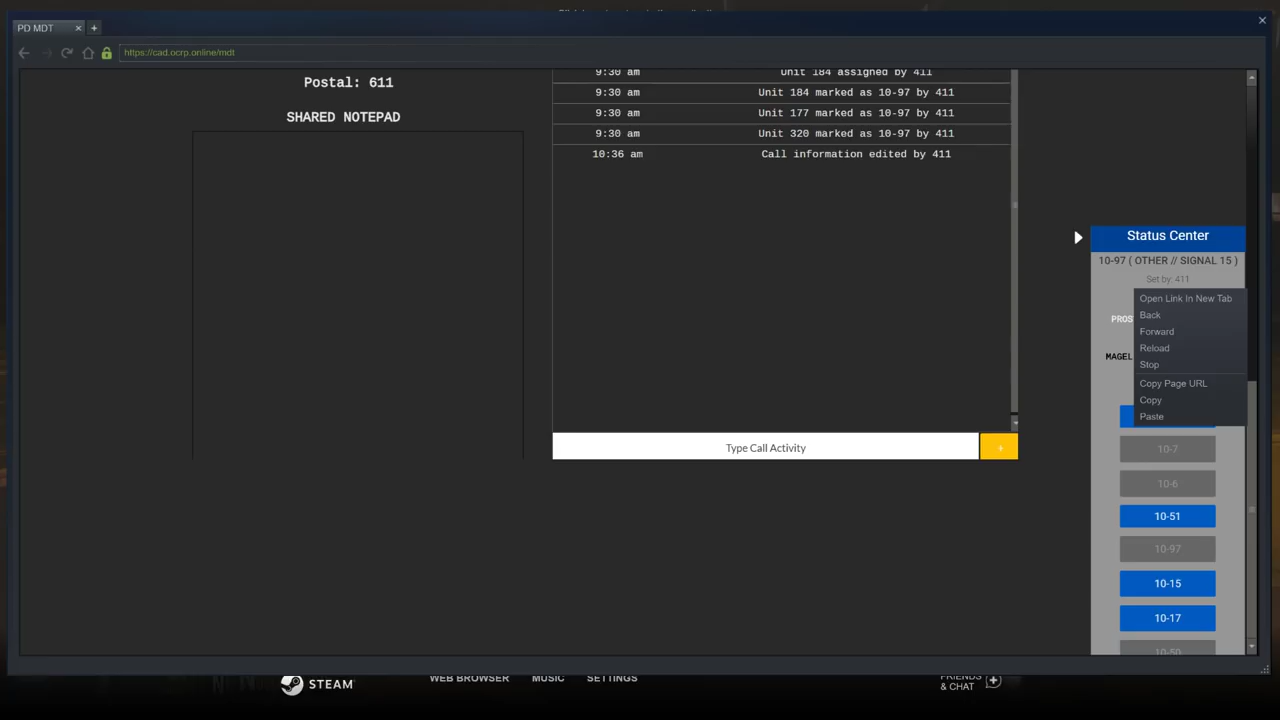 PD MDT
https://cad.ocrp.online/mdt
Postal: 611
SHARED NOTEPAD
9:30 am Unit 184 assigned by 411
9:30 am Unit 184 marked as 10-97 by 411
9:30 am Unit 177 marked as 10-97 by 411
9:30 am Unit 320 marked as 10-97 by 411
10:36 am Call information edited by 411
Type Call Activity
+
Status Center
10-97 ( OTHER // SIGNAL 15 )
Set by: 411
PROS
MAGEL
Open Link In New Tab
Back
Forward
Reload
Stop
Copy Page URL
Copy
Paste
10-7
10-6
10-51
10-97
10-15
10-17
10-50
STEAM
WEB BROWSER
MUSIC
SETTINGS
FRIENDS
& CHAT